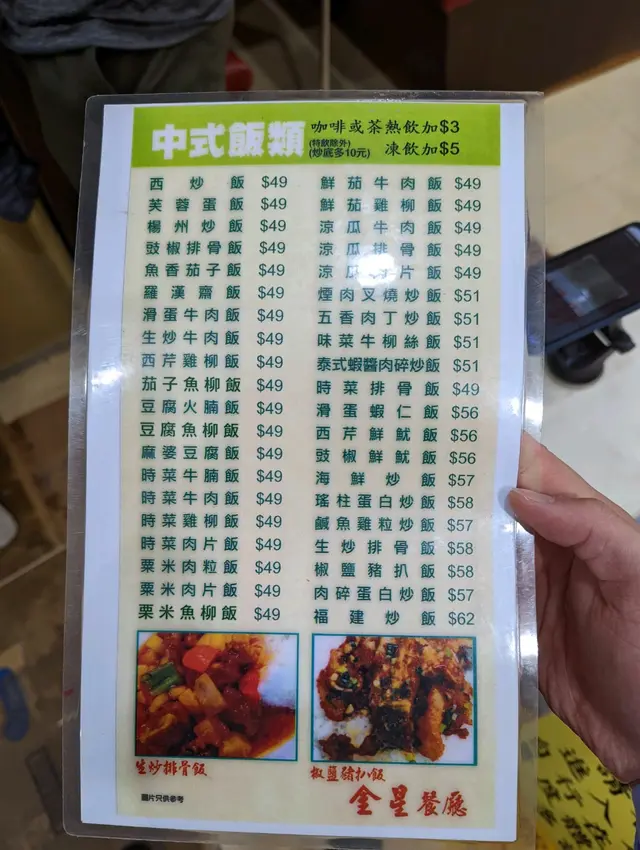 中式飯類
咖啡或茶熱飲加$3
(特飲除外)
(炒底多10元)
凍飲加$5
西炒飯 $49
芙蓉蛋飯 $49
楊州炒飯 $49
豉椒排骨飯 $49
魚香茄子飯 $49
羅漢齋飯 $49
滑蛋牛肉飯 $49
生炒牛肉飯 $49
西芹雞柳飯 $49
茄子魚柳飯 $49
豆腐火腩飯 $49
豆腐魚柳飯 $49
麻婆豆腐飯 $49
時菜牛腩飯 $49
時菜牛肉飯 $49
時菜雞柳飯 $49
時菜肉片飯 $49
粟米肉粒飯 $49
粟米肉片飯 $49
栗米魚柳飯 $49
鮮茄牛肉飯 $49
鮮茄雞柳飯 $49
涼瓜牛肉飯 $49
涼瓜排骨飯 $49
涼瓜片飯 $49
煙肉叉燒炒飯 $51
五香肉丁炒飯 $51
味菜牛柳絲飯 $51
泰式蝦醬肉碎炒飯 $51
時菜排骨飯 $49
滑蛋蝦仁飯 $56
西芹鮮魷飯 $56
豉椒鮮魷飯 $56
海鮮炒飯 $57
瑤柱蛋白炒飯 $58
鹹魚雞粒炒飯 $57
生炒排骨飯 $58
椒鹽豬扒飯 $58
肉碎蛋白炒飯 $57
福建炒飯 $62
生炒排骨飯
椒鹽豬扒飯
圖片只供參考
金星餐廳